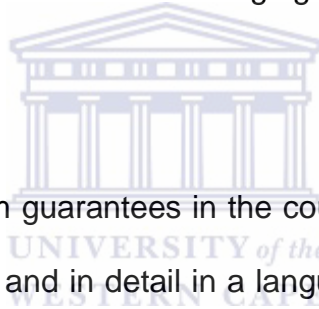 n guarantees in the cou
UNIVERSITY of the
and in detail in a langu
WESTERN CAPE